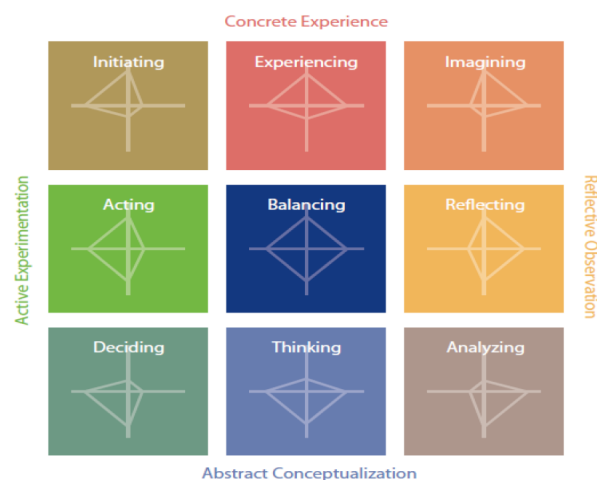 Concrete Experience
Initiating
Experiencing
Imagining
Active Experimentation
Acting
Balancing
Reflecting
Reflective Observation
Deciding
Thinking
Analyzing
Abstract Conceptualization